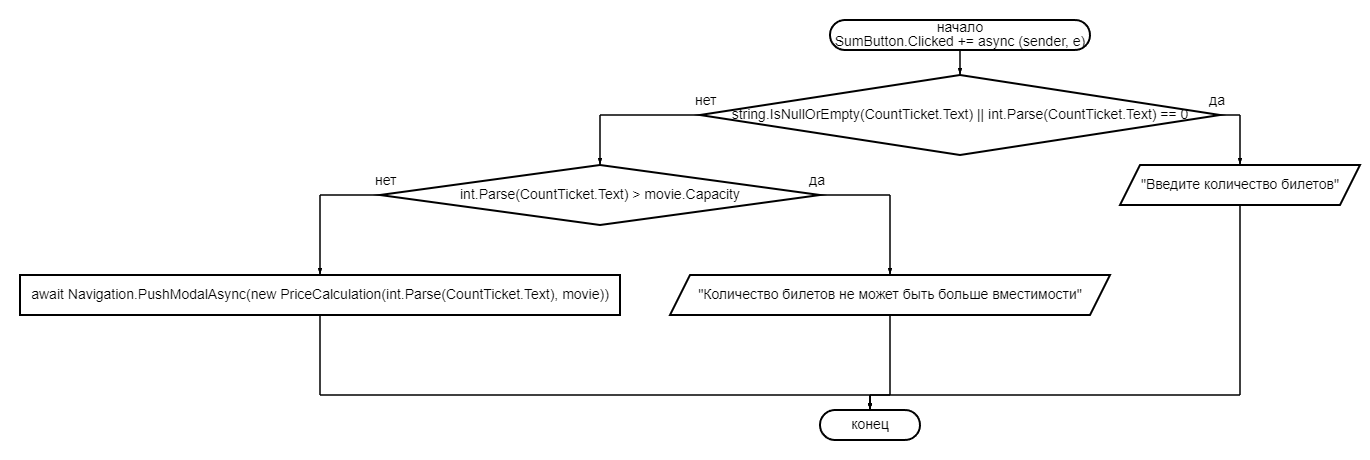 начало
SumButton.Clicked += async (sender, e)
нет
да
string.IsNullOrEmpty(CountTicket.Text) || int.Parse(CountTicket.Text) == 0
нет
да
int.Parse(CountTicket.Text) > movie.Capacity
"Введите количество билетов"
await Navigation.PushModalAsync(new PriceCalculation(int.Parse(CountTicket.Text), movie))
"Количество билетов не может быть больше вместимости"
конец